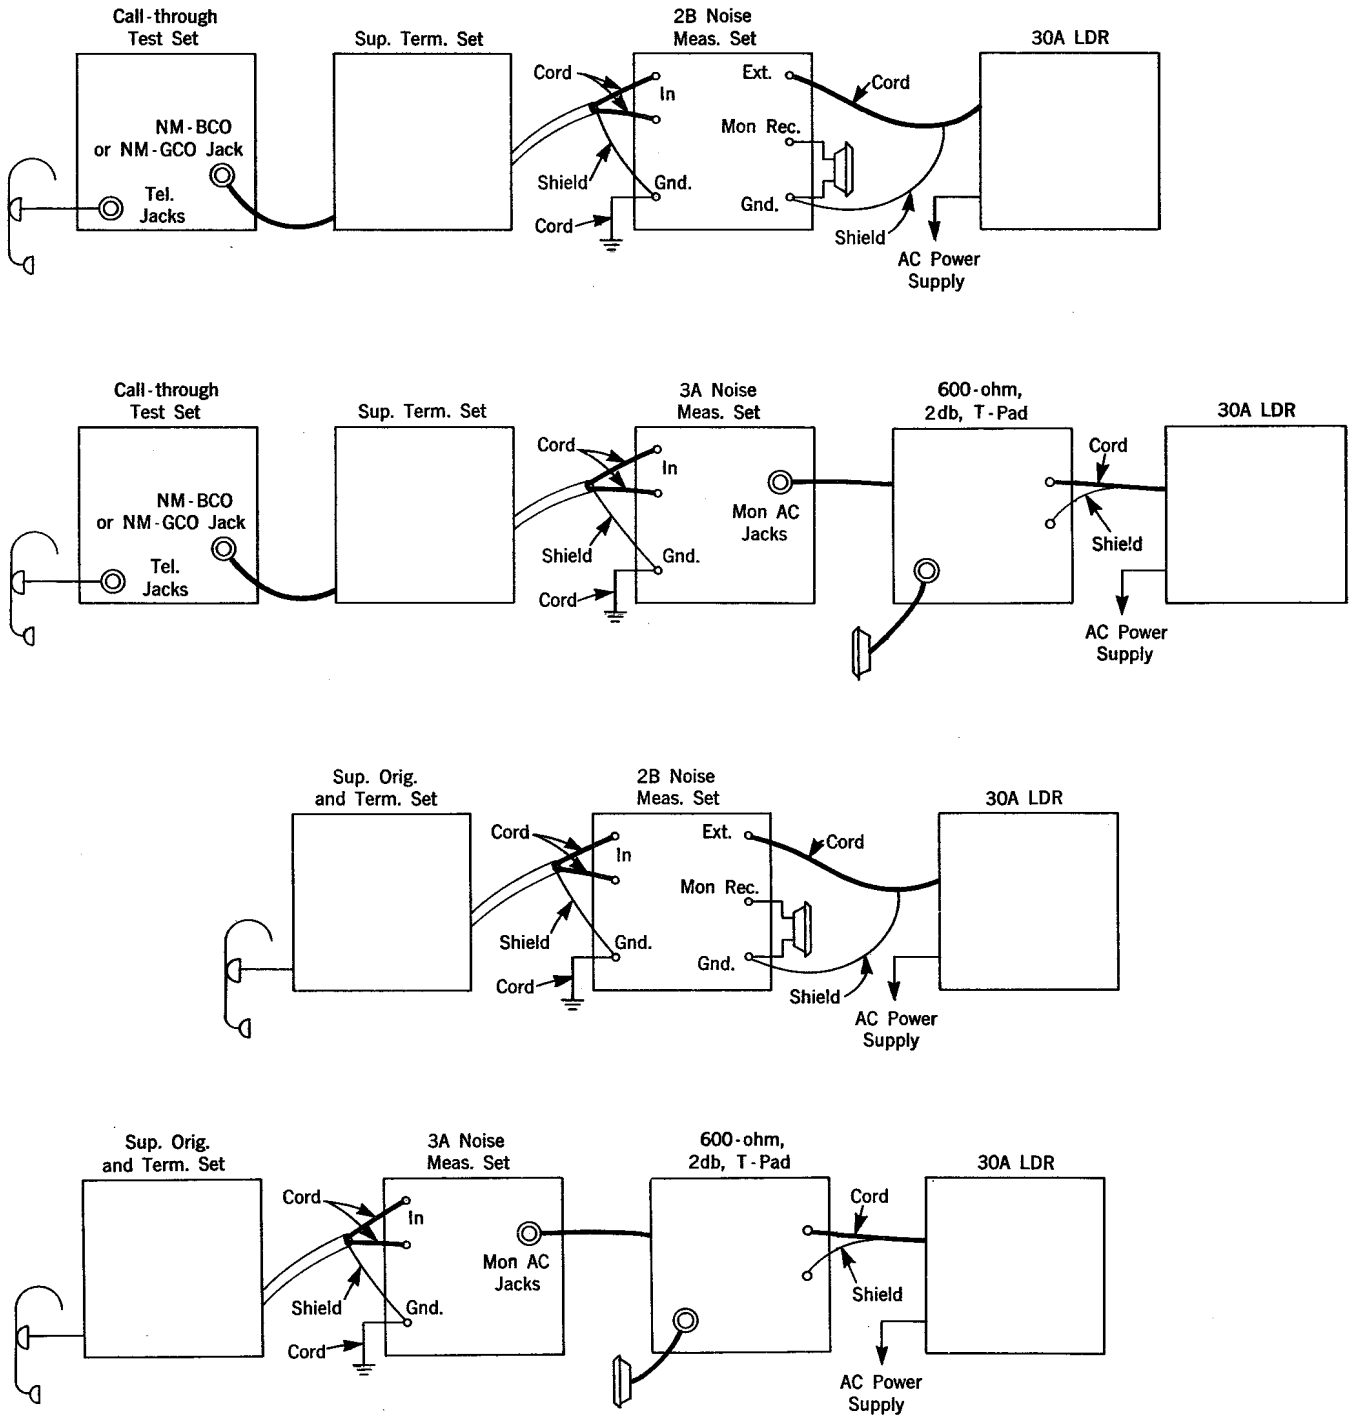 Call-through
Test Set
Sup. Term. Set
2B Noise
Meas. Set
30A LDR
NM-BCO
or NM-GCO Jack
Tel.
Jacks
Cord
In
Shield
Gnd.
Cord
Ext.
Cord
Mon Rec.
Gnd.
Shield
AC Power
Supply
Call-through
Test Set
Sup. Term. Set
3A Noise
Meas. Set
600-ohm,
2db, T-Pad
30A LDR
NM-BCO
or NM-GCO Jack
Tel.
Jacks
Cord
In
Shield
Gnd.
Cord
Mon AC
Jacks
Cord
Shield
AC Power
Supply
Sup. Orig.
and Term. Set
2B Noise
Meas. Set
30A LDR
Cord
In
Shield
Gnd.
Cord
Ext.
Cord
Mon Rec.
Gnd.
Shield
AC Power
Supply
Sup. Orig.
and Term. Set
3A Noise
Meas. Set
600-ohm,
2db, T-Pad
30A LDR
Cord
In
Shield
Gnd.
Cord
Mon AC
Jacks
Cord
Shield
AC Power
Supply